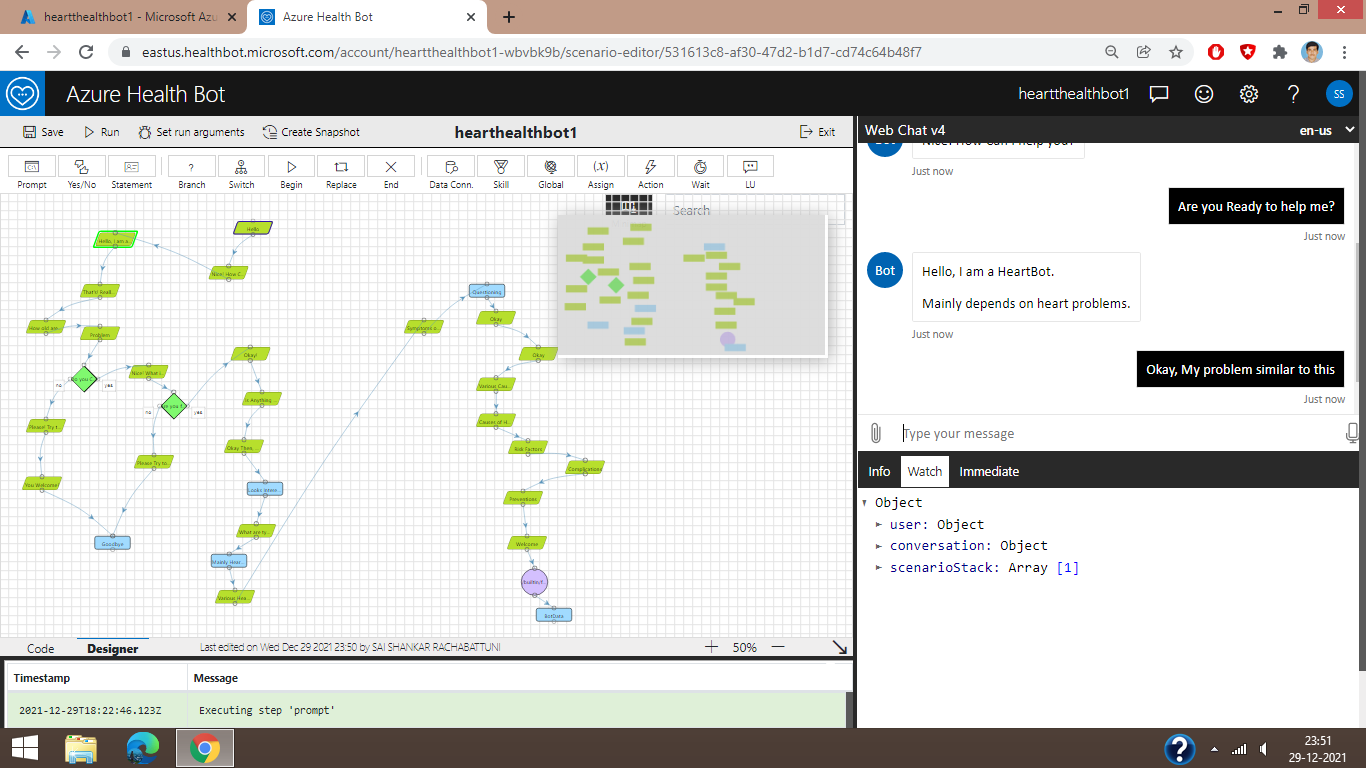 heartthealthbot1 - Microsoft Azu
Azure Health Bot
eastus.healthbot.microsoft.com/account/heartthealthbot1-wbvbk9b/scenario-editor/531613c8-af30-47d2-b1d7-cd74c64b48f7
Azure Health Bot
heartthealthbot1
SS
Save
Run
Set run arguments
Create Snapshot
hearthealthbot1
Exit
Prompt
Yes/No
Statement
Branch
Switch
Begin
Replace
End
Data Conn.
Skill
Global
Assign
Action
Wait
LU
Search
Hello
Hello, I am a..
Nice! How C..
That's! Reall..
How old are..
Problem
Do you C..
no
yes
Nice! What i..
no
yes
Please! Try t..
Please Try to..
You Welcome
Goodbye
Okay!
Is Anything..
Okay Then..
Looks Intere..
What are ty..
Mainly Hear..
Various Hea..
Symptoms o..
Questioning
Okay
Okay
Various Cau..
Causes of H..
Risk Factors
Complications
Preventions
Welcome
BotData
Code
Designer
Last edited on Wed Dec 29 2021 23:50 by SAI SHANKAR RACHABATTUNI
50%
Timestamp
Message
2021-12-29T18:22:46.123Z
Executing step 'prompt'
Web Chat v4
en-us
Nice! How Can I help you?
Just now
Are you Ready to help me?
Just now
Bot
Hello, I am a HeartBot.
Mainly depends on heart problems.
Just now
Okay, My problem similar to this
Just now
Type your message
Info
Watch
Immediate
Object
user: Object
conversation: Object
scenarioStack: Array [1]
23:51
29-12-2021